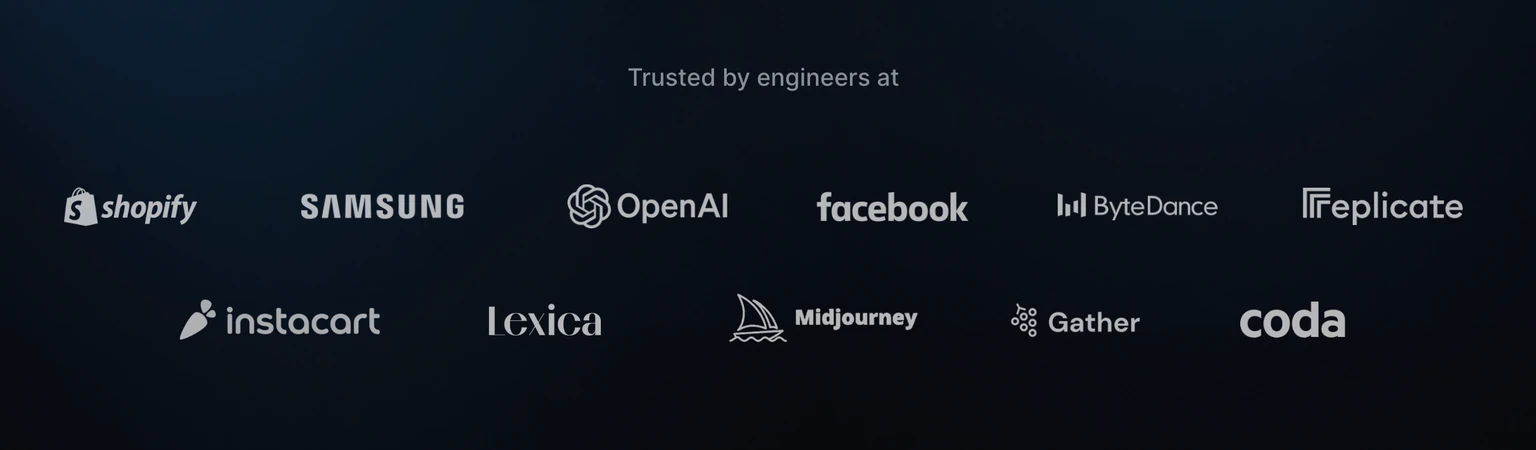 Trusted by engineers at
shopify SAMSUNG OpenAI facebook ByteDance Replicate
instacart Lexica Midjourney Gather coda